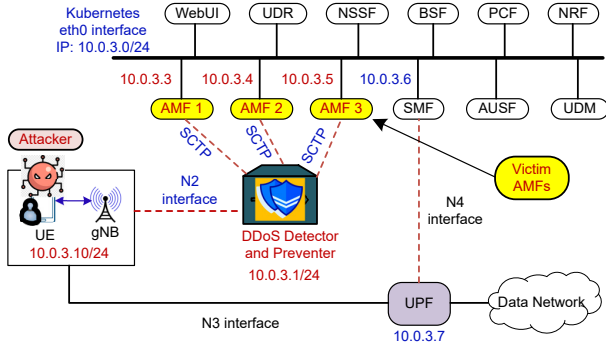 Kubernetes
eth0 interface
IP: 10.0.3.0/24
WebUI
UDR
NSSF
BSF
PCF
NRF
10.0.3.3
10.0.3.4
10.0.3.5
10.0.3.6
AMF 1
AMF 2
AMF 3
SMF
AUSF
UDM
SCTP
SCTP
SCTP
Attacker
Victim
AMFs
N2
interface
N4
interface
UE
gNB
10.0.3.10/24
DDoS Detector
and Preventer
10.0.3.1/24
UPF
Data Network
N3 interface
10.0.3.7